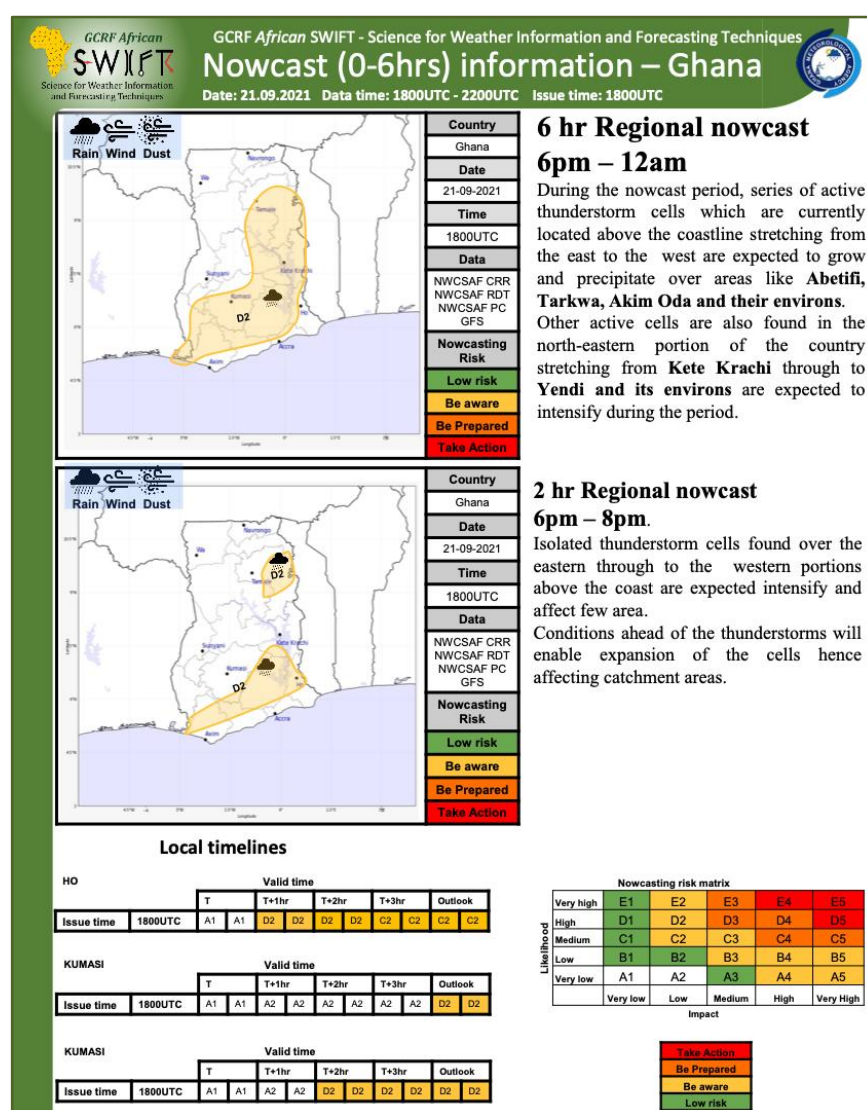 GCRF African SWIFT - Science for Weather Information and Forecasting Techniques
GCRF African
SWIFT
Science for Weather Information
and Forecasting Techniques
Nowcast (0-6hrs) information – Ghana
Date: 21.09.2021 Data time: 1800UTC - 2200UTC Issue time: 1800UTC
Rain Wind Dust
Navrongo
Wa
Tamale
Kete Krachi
Sunyani
Kumasi
D2
Ho
Accra
Axim
Longitude
Country
Ghana
Date
21-09-2021
Time
1800UTC
Data
NWCSAF CRR
NWCSAF RDT
NWCSAF PC
GFS
Nowcasting
Risk
Low risk
Be aware
Be Prepared
Take Action
6 hr Regional nowcast
6pm – 12am
During the nowcast period, series of active
thunderstorm cells which are currently
located above the coastline stretching from
the east to the west are expected to grow
and precipitate over areas like Abetifi,
Tarkwa, Akim Oda and their environs.
Other active cells are also found in the
north-eastern portion of the country
stretching from Kete Krachi through to
Yendi and its environs are expected to
intensify during the period.
Rain Wind Dust
Navrongo
Wa
D2
Tamale
Kete Krachi
Sunyani
Kumasi
D2
Ho
Accra
Axim
Longitude
Country
Ghana
Date
21-09-2021
Time
1800UTC
Data
NWCSAF CRR
NWCSAF RDT
NWCSAF PC
GFS
Nowcasting
Risk
Low risk
Be aware
Be Prepared
Take Action
2 hr Regional nowcast
6pm – 8pm.
Isolated thunderstorm cells found over the
eastern through to the western portions
above the coast are expected intensify and
affect few area.
Conditions ahead of the thunderstorms will
enable expansion of the cells hence
affecting catchment areas.
Local timelines
HO Valid time
T T+1hr T+2hr T+3hr Outlook
Issue time 1800UTC A1 A1 D2 D2 D2 D2 C2 C2 C2 C2
KUMASI Valid time
T T+1hr T+2hr T+3hr Outlook
Issue time 1800UTC A1 A1 A2 A2 A2 A2 A2 A2 D2 D2
KUMASI Valid time
T T+1hr T+2hr T+3hr Outlook
Issue time 1800UTC A1 A1 A2 A2 D2 D2 D2 D2 D2 D2
Nowcasting risk matrix
Likelihood
Very high E1 E2 E3 E4 E5
High D1 D2 D3 D4 D5
Medium C1 C2 C3 C4 C5
Low B1 B2 B3 B4 B5
Very low A1 A2 A3 A4 A5
Very low Low Medium High Very High
Impact
Take Action
Be Prepared
Be aware
Low risk